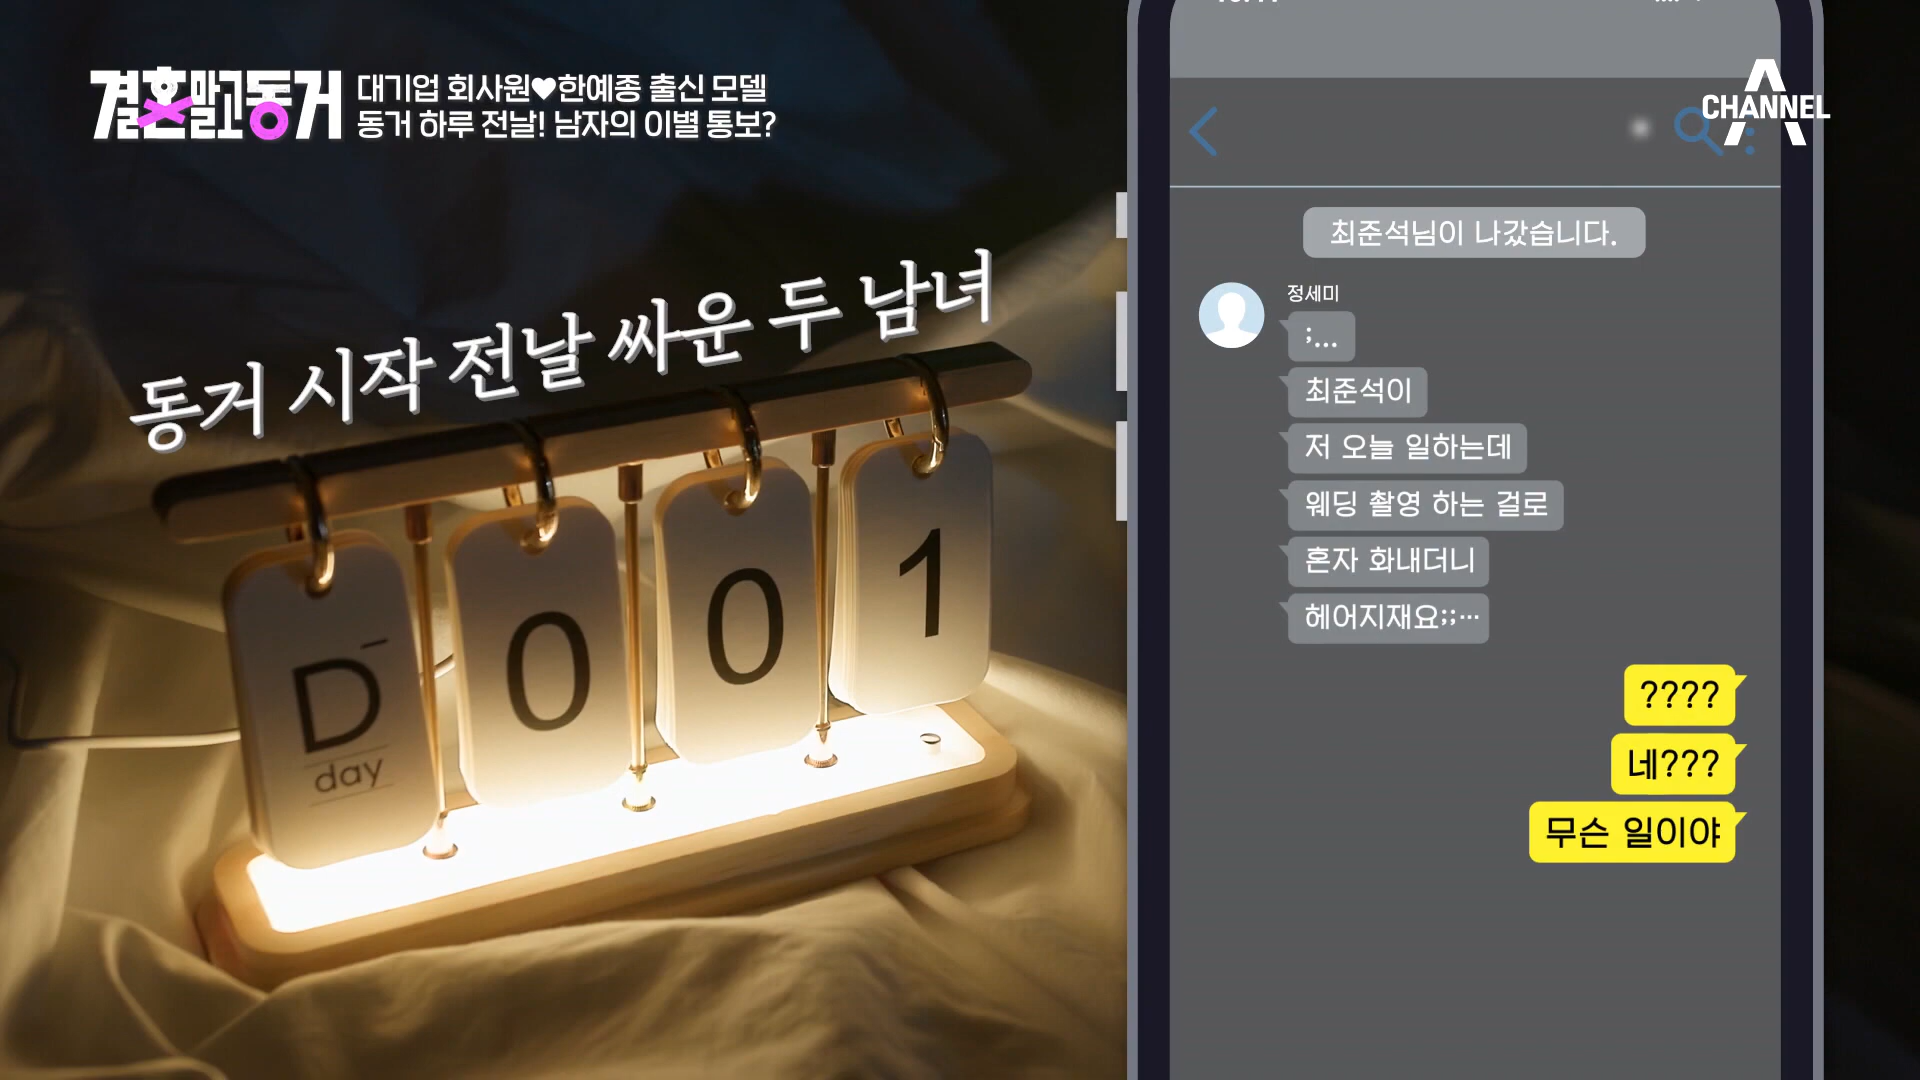 결혼말고동거
대기업 회사원♥한예종 출신 모델
동거 하루 전날! 남자의 이별 통보?
CHANNEL A
동거 시작 전날 싸운 두 남녀
D-
day
0
0
1
최준석님이 나갔습니다.
정세미
;...
최준석이
저 오늘 일하는데
웨딩 촬영 하는 걸로
혼자 화내더니
헤어지재요;;...
????
네???
무슨 일이야